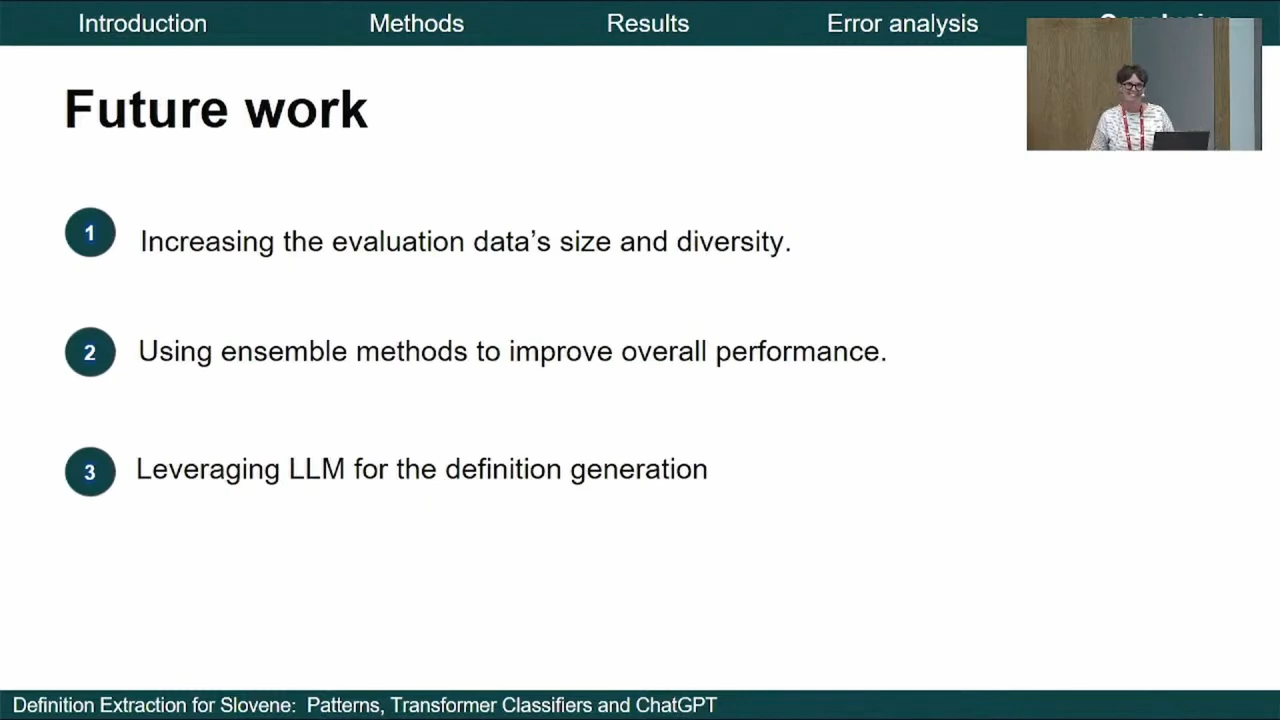 Introduction Methods Results Error analysis
Future work
1 Increasing the evaluation data’s size and diversity.
2 Using ensemble methods to improve overall performance.
3 Leveraging LLM for the definition generation
Definition Extraction for Slovene: Patterns, Transformer Classifiers and ChatGPT